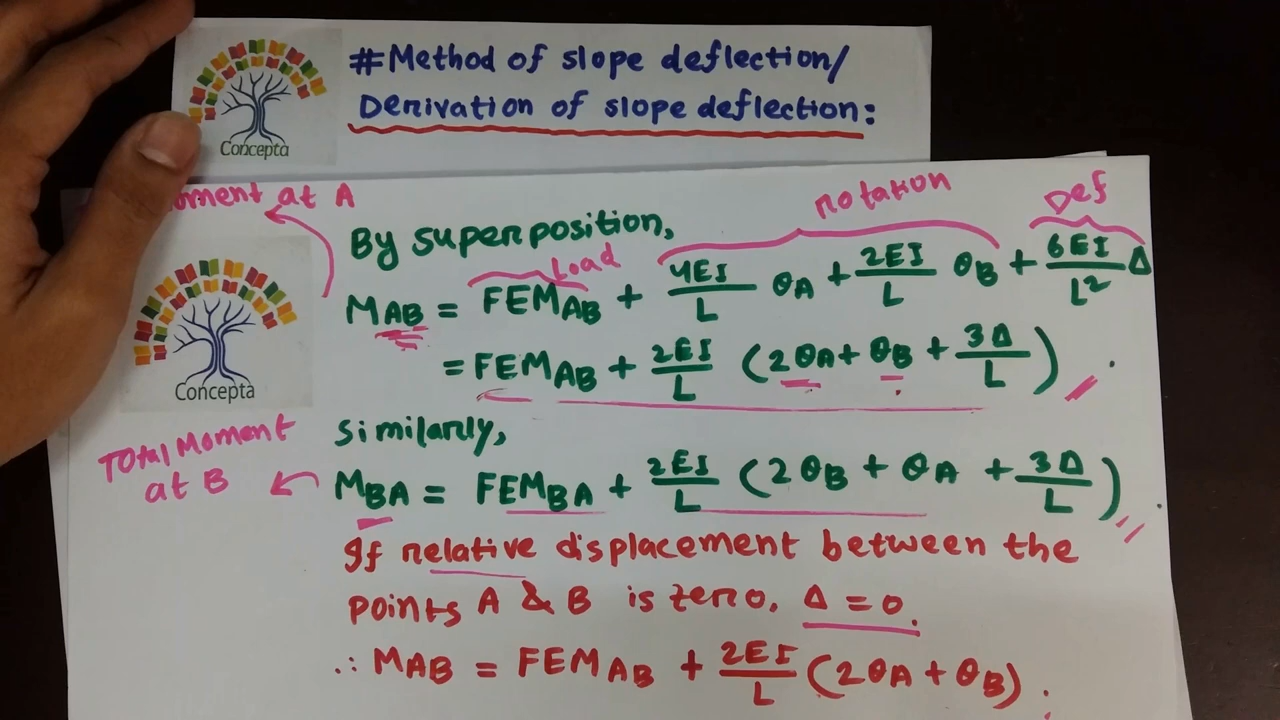 #Method of slope deflection/
Derivation of slope deflection:
Concepta
oment at A
rotation
Def
By superposition,
Load
MAB = FEMAB + 4EI/L θA + 2EI/L θB + 6EI/L² Δ
= FEMAB + 2EI/L (2θA + θB + 3Δ/L)
Concepta
Similarly,
Total Moment
at B
MBA = FEMBA + 2EI/L (2θB + θA + 3Δ/L)
If relative displacement between the
points A & B is zero, Δ = 0.
∴ MAB = FEMAB + 2EI/L (2θA + θB).